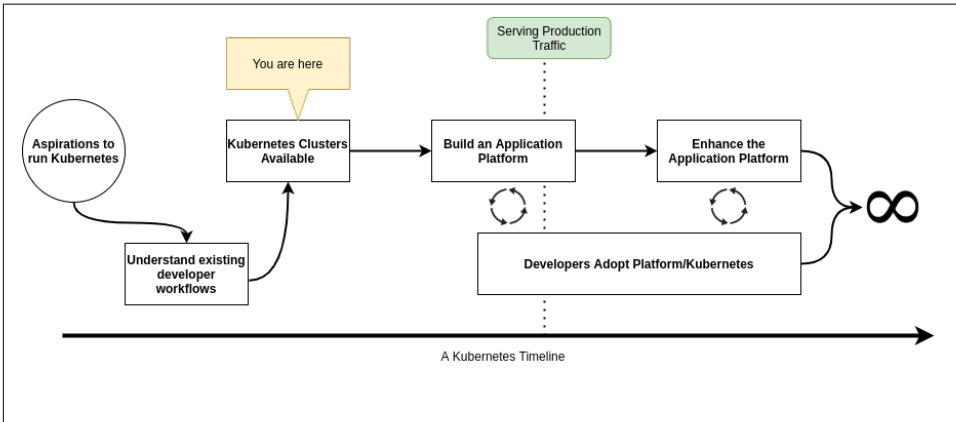 Serving Production
Traffic
You are here
Aspirations to
run Kubernetes
Kubernetes Clusters
Available
Build an Application
Platform
Enhance the
Application Platform
∞
Understand existing
developer
workflows
Developers Adopt Platform/Kubernetes
A Kubernetes Timeline